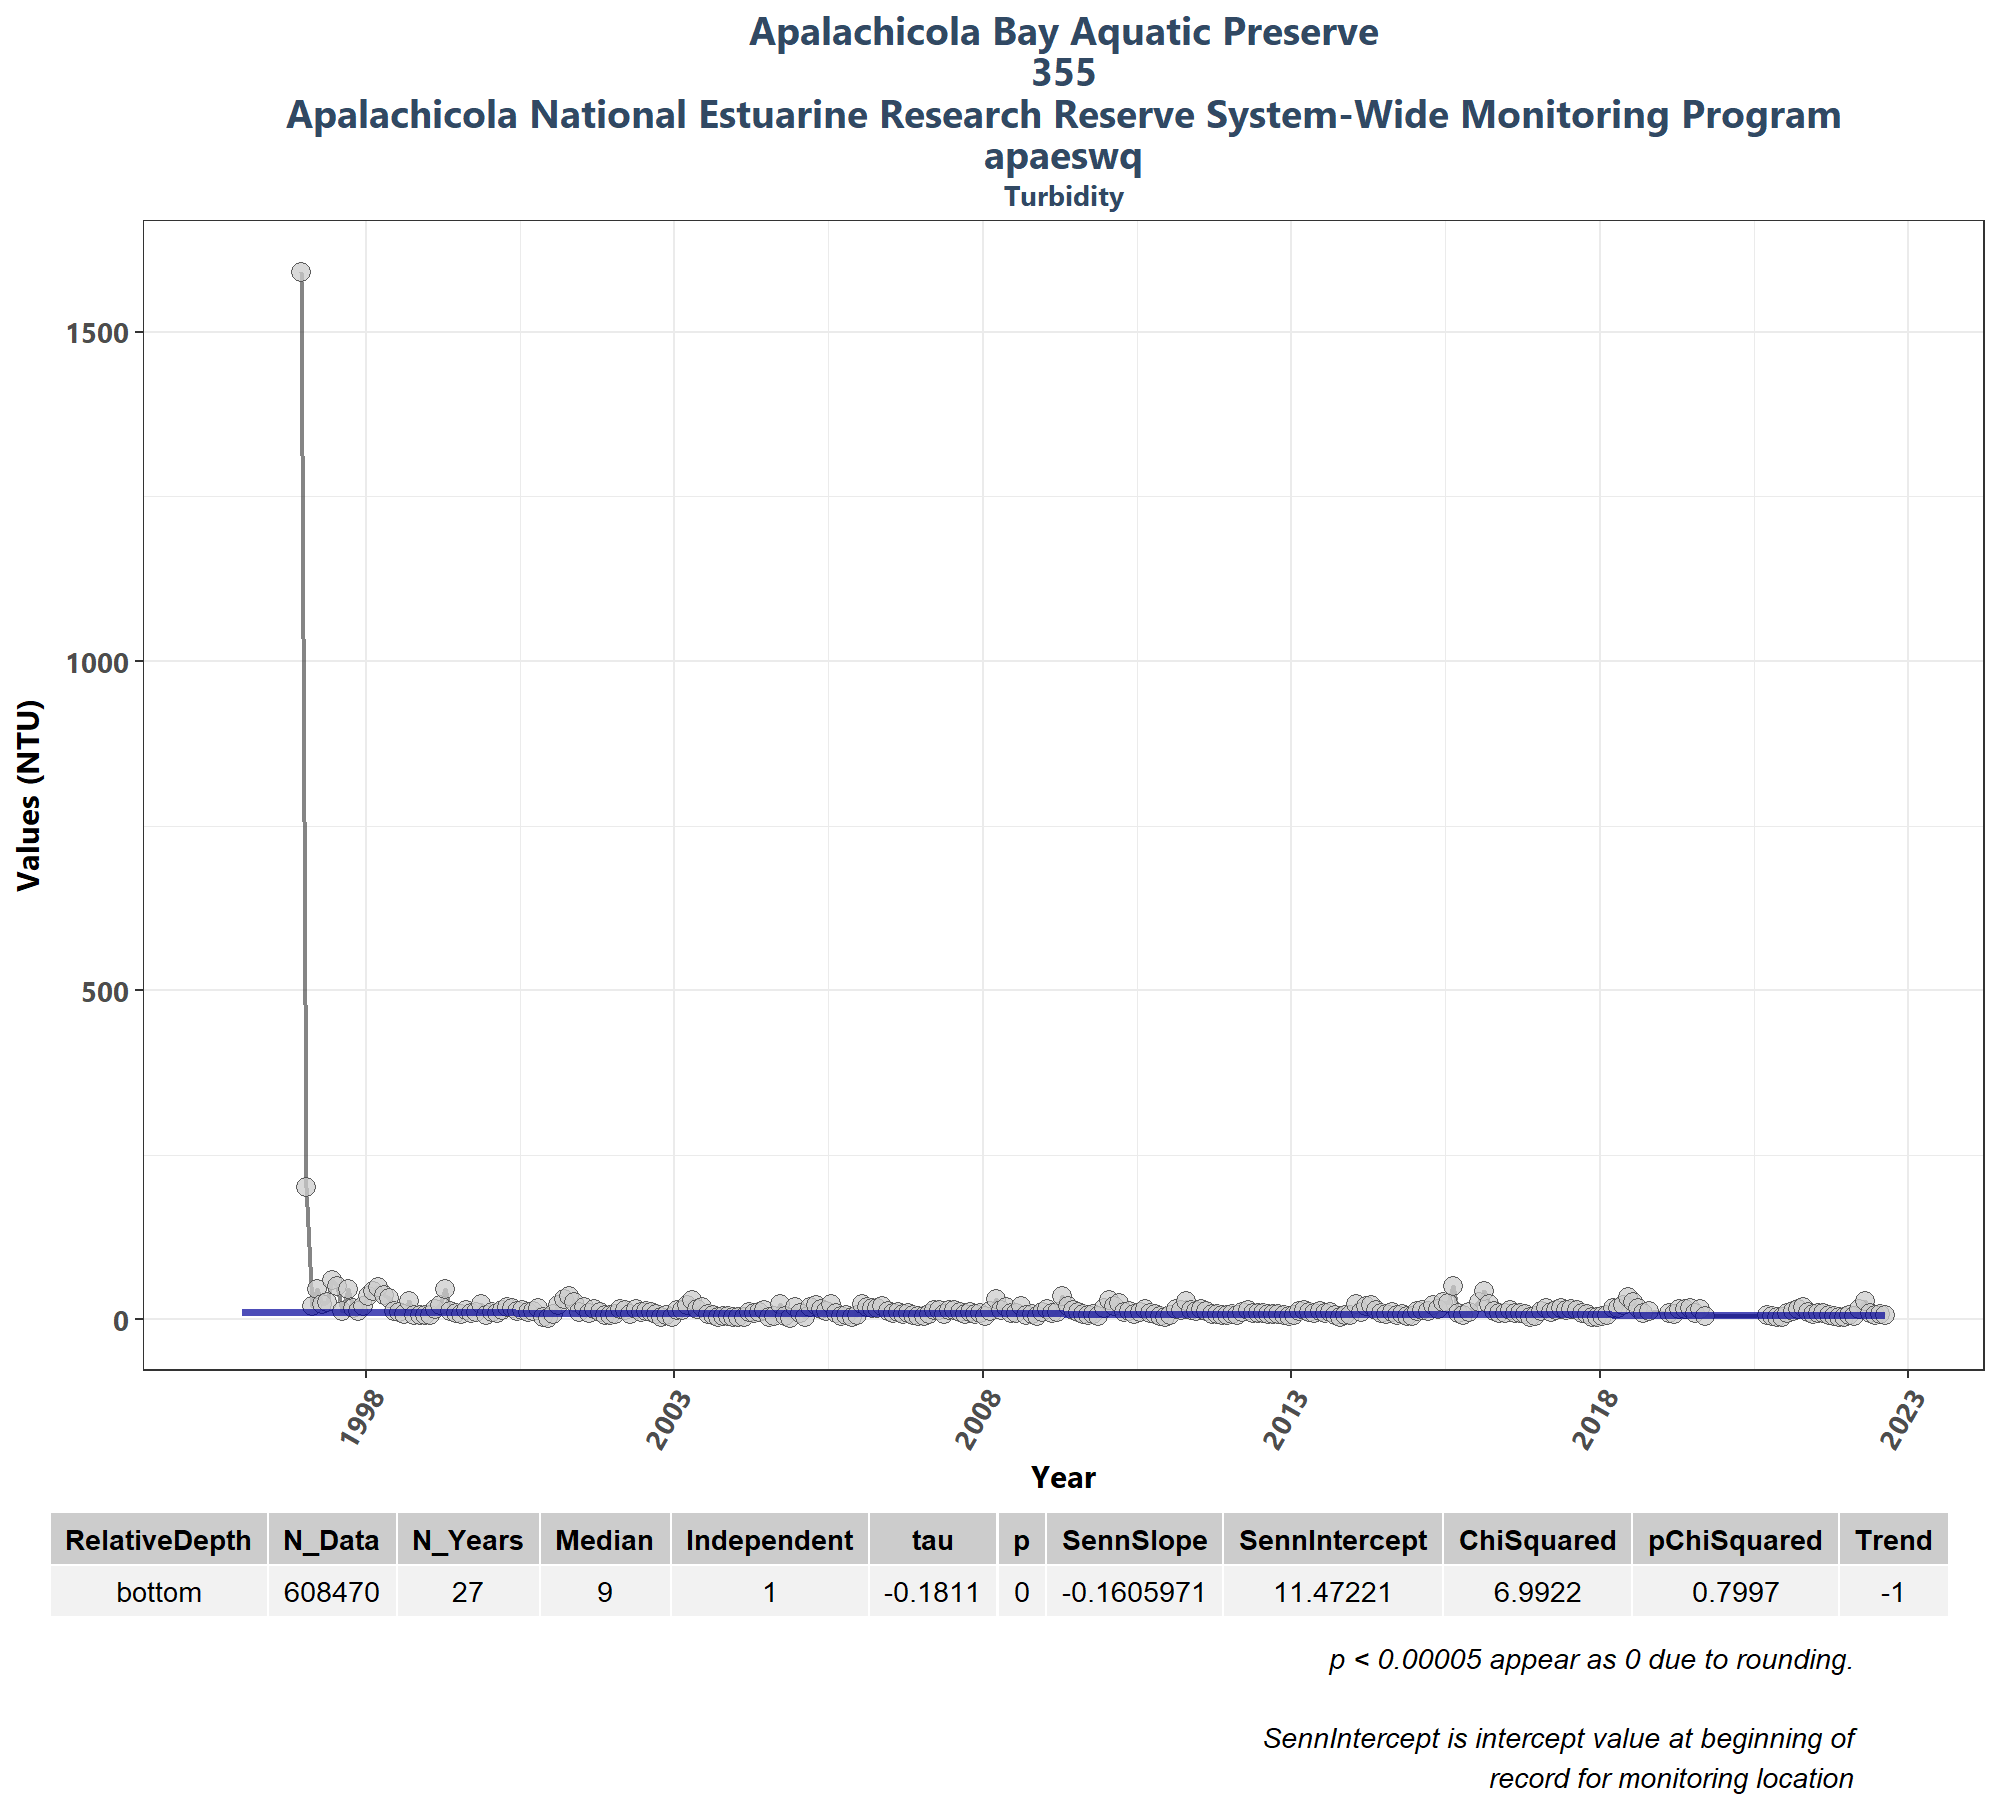 Apalachicola Bay Aquatic Preserve
355
Apalachicola National Estuarine Research Reserve System-Wide Monitoring Program
apaeswq
Turbidity
Values (NTU)
1500
1000
500
0
1998 2003 2008 2013 2018 2023
Year
RelativeDepth N_Data N_Years Median Independent tau p SennSlope SennIntercept ChiSquared pChiSquared Trend
bottom 608470 27 9 1 -0.1811 0 -0.1605971 11.47221 6.9922 0.7997 -1
p < 0.00005 appear as 0 due to rounding.
SennIntercept is intercept value at beginning of
record for monitoring location